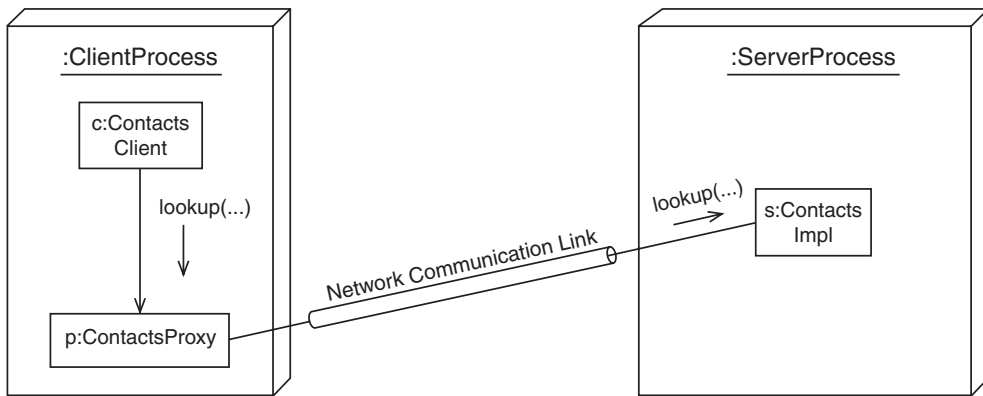 :ClientProcess
c:Contacts
Client
lookup(...)
p:ContactsProxy
Network Communication Link
:ServerProcess
lookup(...)
s:Contacts
Impl